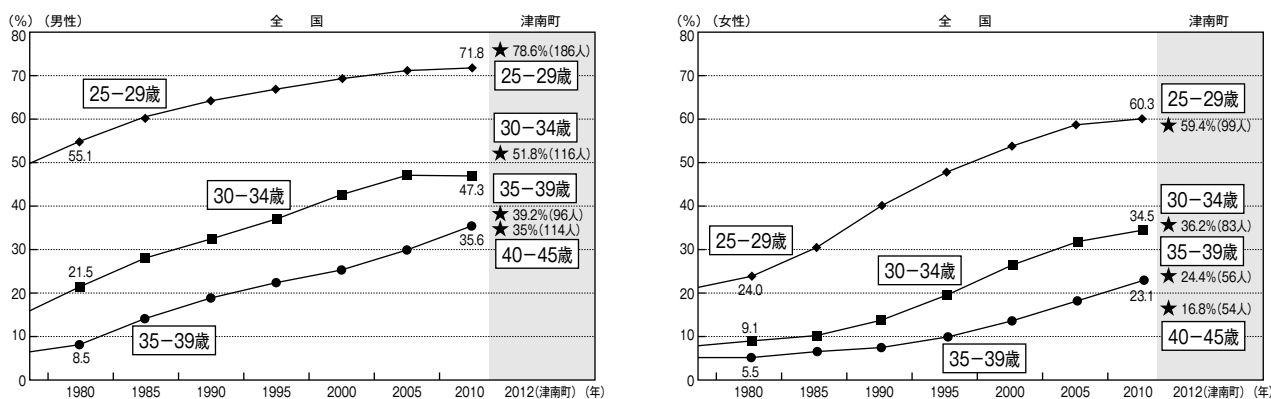 (%)(男性) 全 国 津南町
80
70
60
50
40
30
20
10
0
★ 78.6%(186人)
71.8
25−29歳
25−29歳
55.1
30−34歳
★ 51.8%(116人)
47.3
30−34歳
35−39歳
★ 39.2%(96人)
★ 35%(114人)
35.6
40−45歳
21.5
8.5
35−39歳
1980 1985 1990 1995 2000 2005 2010 2012(津南町) (年)
(%)(女性) 全 国 津南町
80
70
60
50
40
30
20
10
0
60.3
25−29歳
★ 59.4%(99人)
25−29歳
24.0
30−34歳
34.5
★ 36.2%(83人)
30−34歳
35−39歳
★ 24.4%(56人)
23.1
★ 16.8%(54人)
40−45歳
9.1
5.5
35−39歳
1980 1985 1990 1995 2000 2005 2010 2012(津南町) (年)